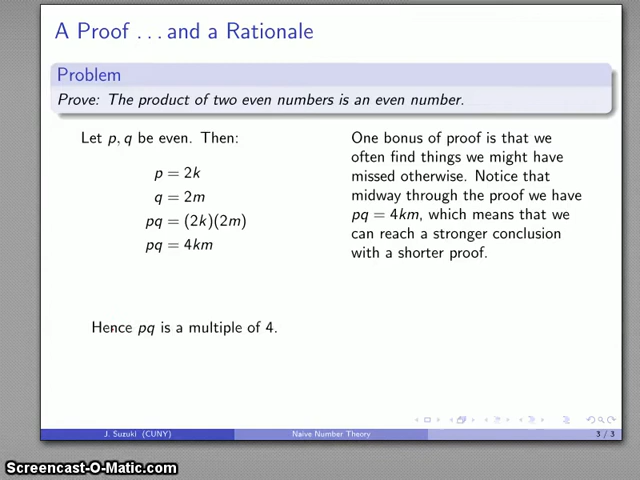 A Proof ... and a Rationale
Problem
Prove: The product of two even numbers is an even number.
Let p, q be even. Then:
p = 2k
q = 2m
pq = (2k)(2m)
pq = 4km
Hence pq is a multiple of 4.
One bonus of proof is that we
often find things we might have
missed otherwise. Notice that
midway through the proof we have
pq = 4km, which means that we
can reach a stronger conclusion
with a shorter proof.
J. Suzuki (CUNY)
Naive Number Theory
3 / 3
Screencast-O-Matic.com